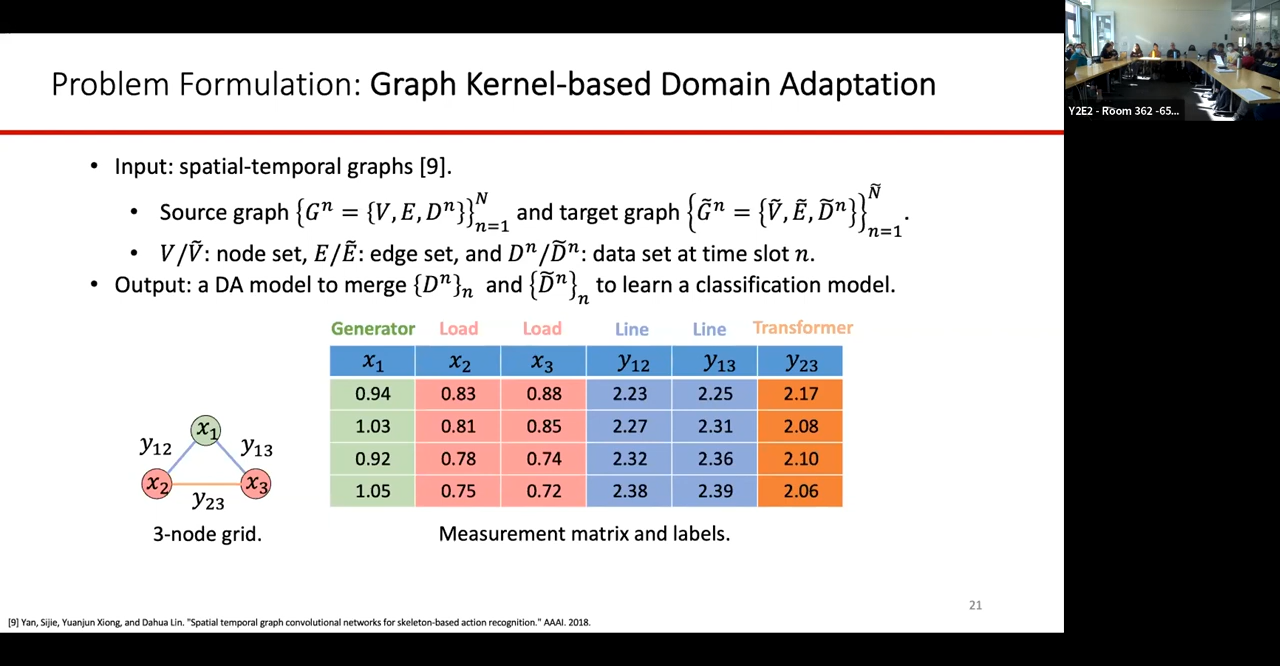 Problem Formulation: Graph Kernel-based Domain Adaptation
Y2E2 - Room 362 -65...
• Input: spatial-temporal graphs [9].
• Source graph {Gⁿ = {V, E, Dⁿ}}ᴺₙ₌₁ and target graph {G̃ⁿ = {Ṽ, Ẽ, D̃ⁿ}}ᴺ̃ₙ₌₁.
• V/Ṽ: node set, E/Ẽ: edge set, and Dⁿ/D̃ⁿ: data set at time slot n.
• Output: a DA model to merge {Dⁿ}ₙ and {D̃ⁿ}ₙ to learn a classification model.
Generator Load Load Line Line Transformer
x₁ x₂ x₃ y₁₂ y₁₃ y₂₃
0.94 0.83 0.88 2.23 2.25 2.17
1.03 0.81 0.85 2.27 2.31 2.08
0.92 0.78 0.74 2.32 2.36 2.10
1.05 0.75 0.72 2.38 2.39 2.06
x₁
y₁₂ y₁₃
x₂ x₃
y₂₃
3-node grid.
Measurement matrix and labels.
21
[9] Yan, Sijie, Yuanjun Xiong, and Dahua Lin. "Spatial temporal graph convolutional networks for skeleton-based action recognition." AAAI. 2018.